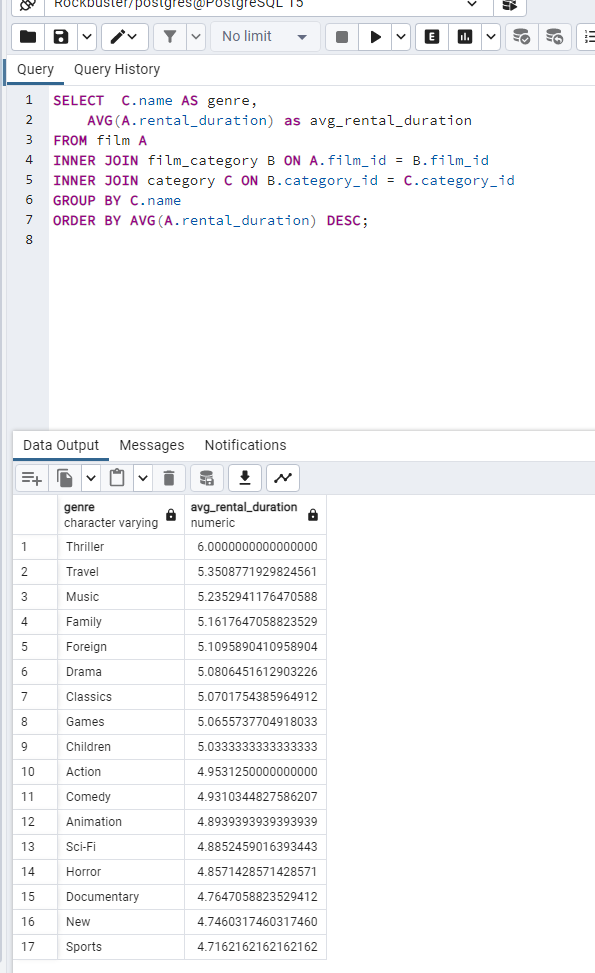 Rockbuster/postgres@PostgreSQL 15
No limit
E
Query Query History
1 SELECT C.name AS genre,
2 AVG(A.rental_duration) as avg_rental_duration
3 FROM film A
4 INNER JOIN film_category B ON A.film_id = B.film_id
5 INNER JOIN category C ON B.category_id = C.category_id
6 GROUP BY C.name
7 ORDER BY AVG(A.rental_duration) DESC;
8
Data Output Messages Notifications
genre avg_rental_duration
character varying numeric
1 Thriller 6.0000000000000000
2 Travel 5.3508771929824561
3 Music 5.2352941176470588
4 Family 5.1617647058823529
5 Foreign 5.1095890410958904
6 Drama 5.0806451612903226
7 Classics 5.0701754385964912
8 Games 5.0655737704918033
9 Children 5.0333333333333333
10 Action 4.9531250000000000
11 Comedy 4.9310344827586207
12 Animation 4.8939393939393939
13 Sci-Fi 4.8852459016393443
14 Horror 4.8571428571428571
15 Documentary 4.7647058823529412
16 New 4.7460317460317460
17 Sports 4.7162162162162162